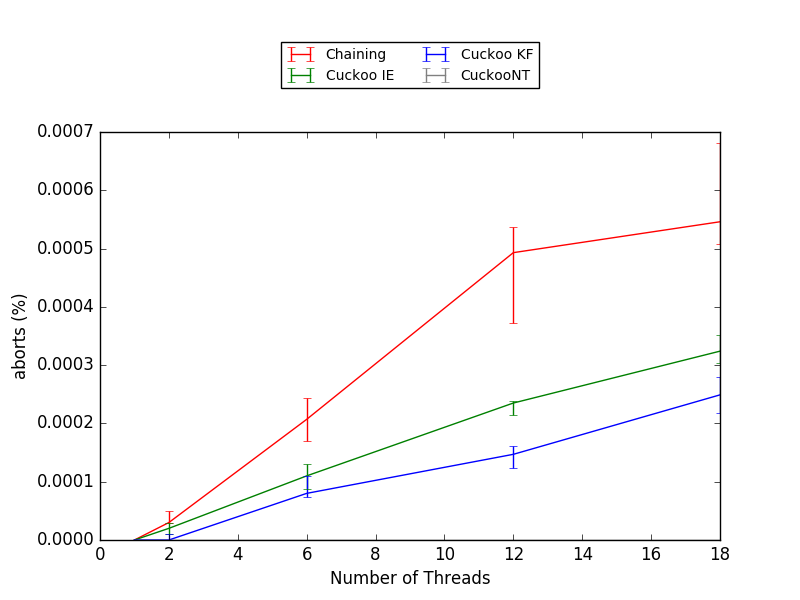 Chaining Cuckoo KF
Cuckoo IE CuckooNT
0.0007
0.0006
0.0005
0.0004
0.0003
0.0002
0.0001
0.0000
aborts (%)
0 2 4 6 8 10 12 14 16 18
Number of Threads